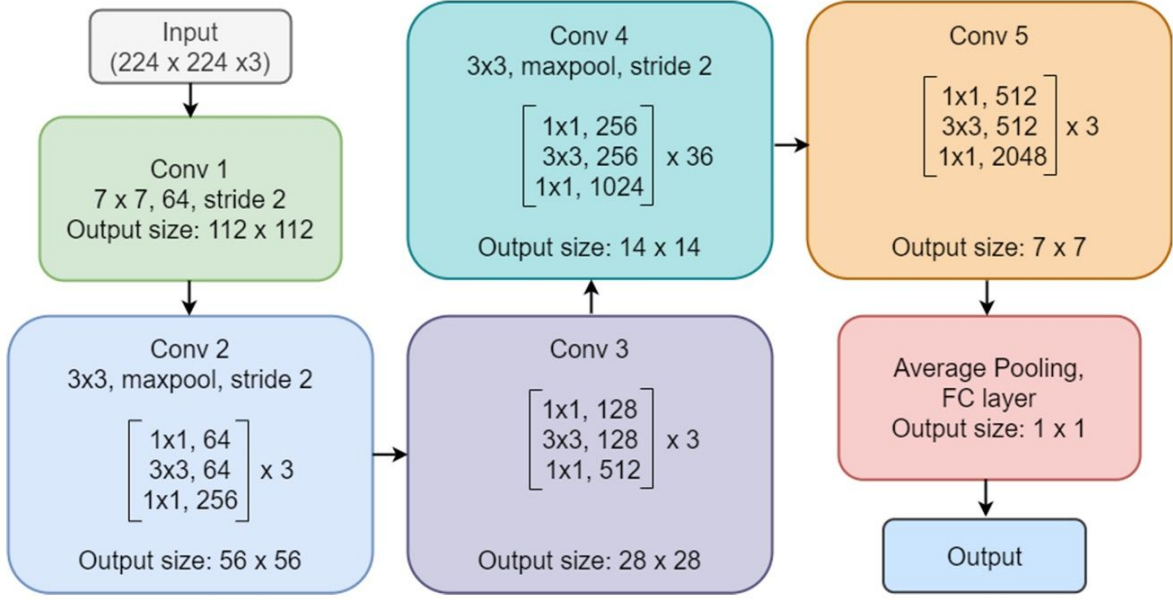 Input
(224 x 224 x3)
Conv 1
7 x 7, 64, stride 2
Output size: 112 x 112
Conv 2
3x3, maxpool, stride 2
1x1, 64
3x3, 64
1x1, 256
x 3
Output size: 56 x 56
Conv 3
1x1, 128
3x3, 128
1x1, 512
x 3
Output size: 28 x 28
Conv 4
3x3, maxpool, stride 2
1x1, 256
3x3, 256
1x1, 1024
x 36
Output size: 14 x 14
Conv 5
1x1, 512
3x3, 512
1x1, 2048
x 3
Output size: 7 x 7
Average Pooling,
FC layer
Output size: 1 x 1
Output